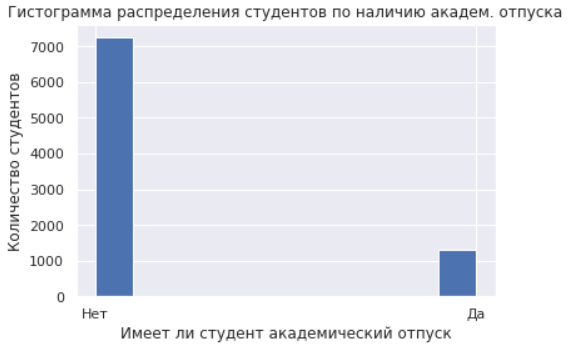 Гистограмма распределения студентов по наличию академ. отпуска
Количество студентов
7000
6000
5000
4000
3000
2000
1000
0
Нет
Да
Имеет ли студент академический отпуск